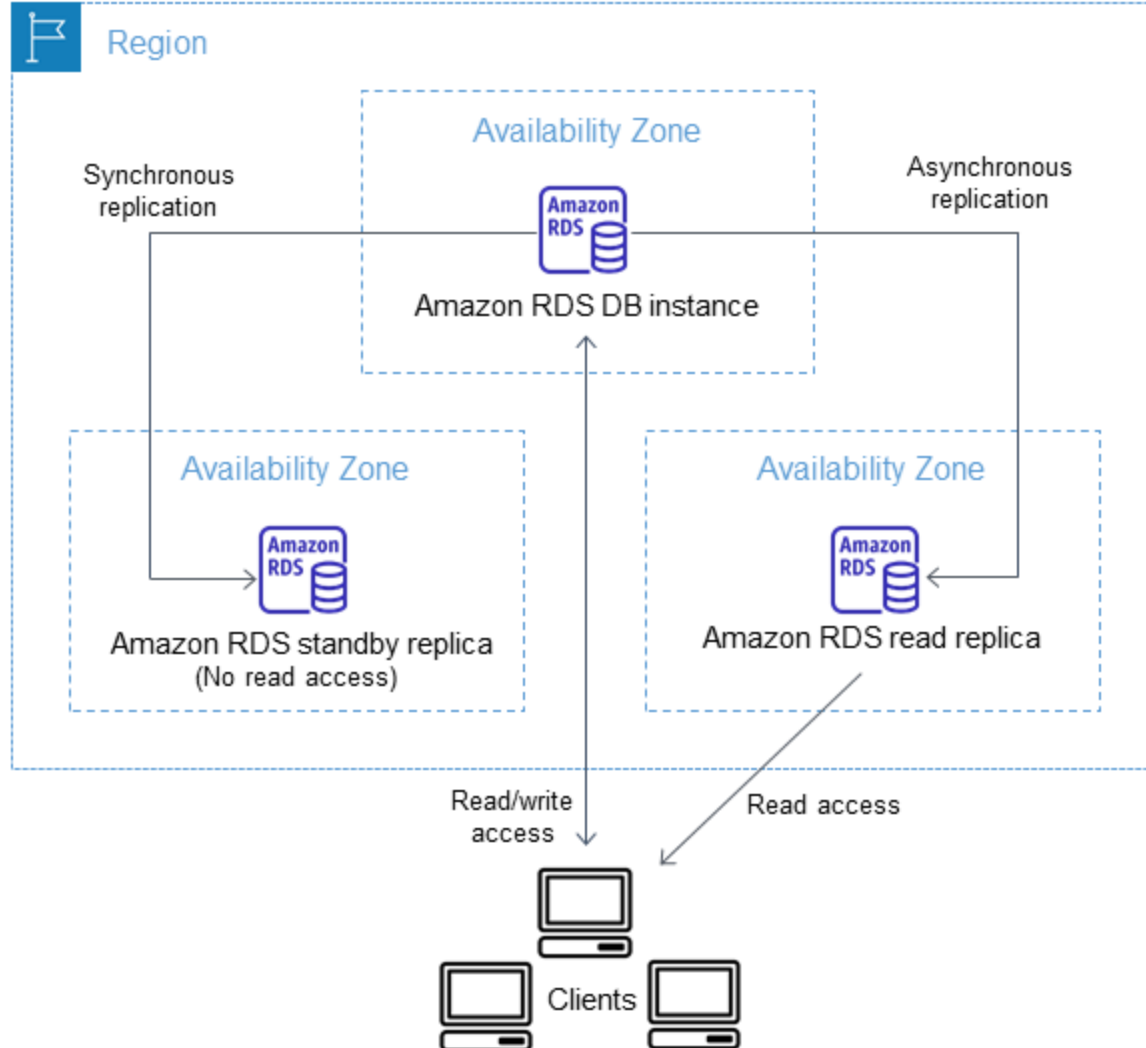 Region
Availability Zone
Synchronous
replication
Asynchronous
replication
Amazon
RDS
Amazon RDS DB instance
Availability Zone
Amazon
RDS
Amazon RDS standby replica
(No read access)
Availability Zone
Amazon
RDS
Amazon RDS read replica
Read/write
access
Read access
Clients